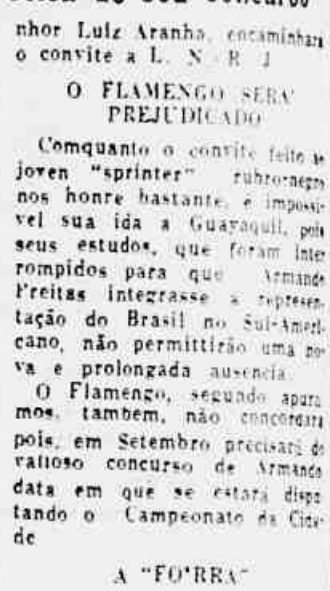 nhor Luiz Aranha, encaminhara
o convite a L. N R J
O FLAMENGO SERA'
PREJUDICADO
Comquanto o convite feito ao
joven "sprinter" rubro-negro
nos honre bastante, é impossi-
vel sua ida a Guayaquil, pois
seus estudos, que foram inter
rompidos para que Armando
Freitas integrasse a represen-
tação do Brasil no Sul-Ameri-
cano, não permittirão uma no-
va e prolongada ausencia.
O Flamengo, segundo apura
mos, tambem, não concordara
pois, em Setembro precisará do
valioso concurso de Armando
data em que se estará dispu
tando o Campeonato da Cida-
de
A "FO'RRA"